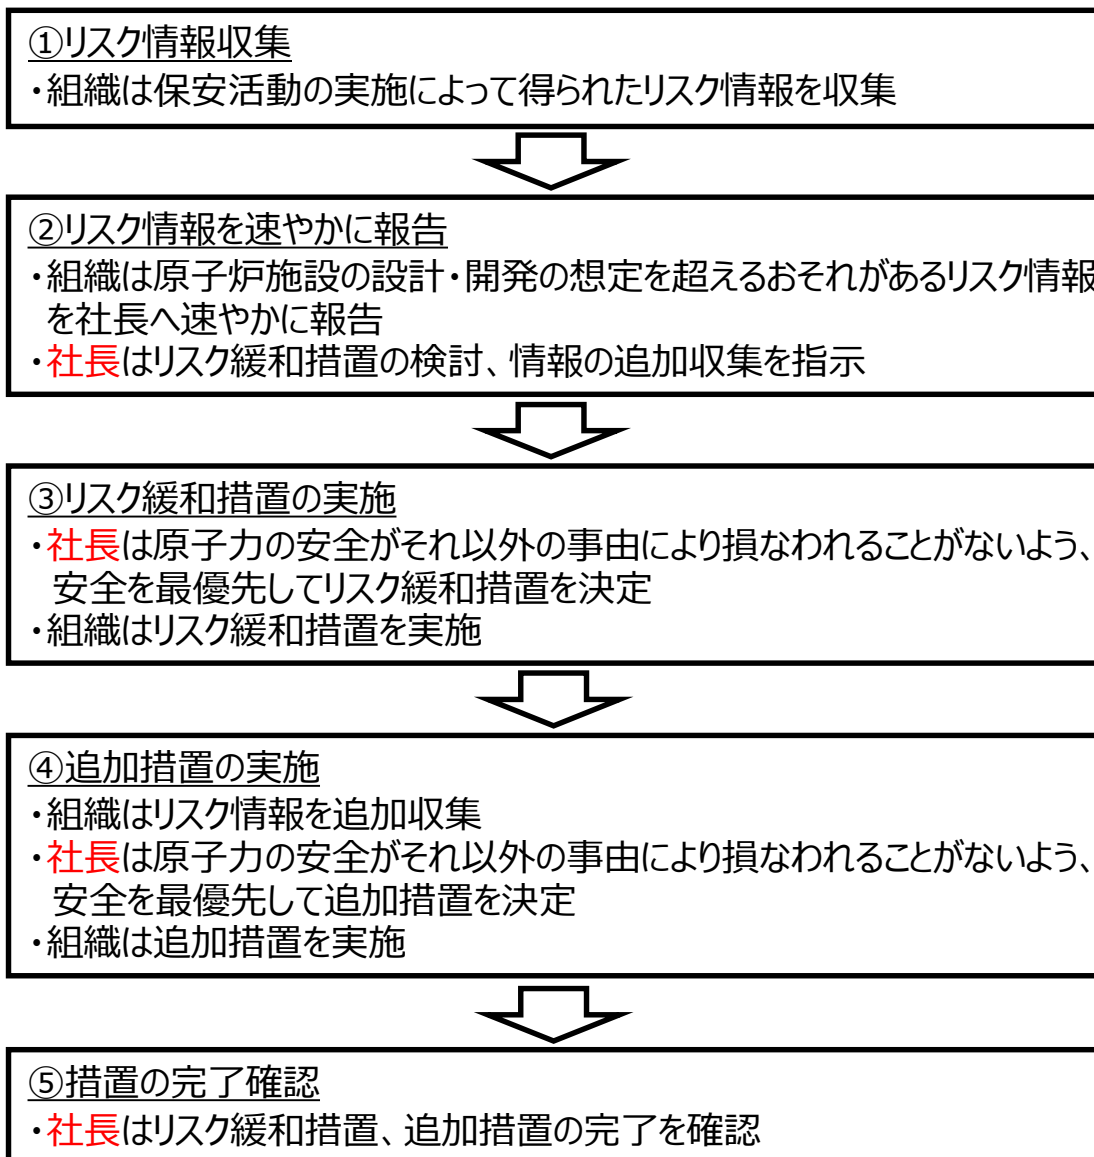 ①リスク情報収集
・組織は保安活動の実施によって得られたリスク情報を収集
②リスク情報を速やかに報告
・組織は原子炉施設の設計・開発の想定を超えるおそれがあるリスク情報
を社長へ速やかに報告
・社長はリスク緩和措置の検討、情報の追加収集を指示
③リスク緩和措置の実施
・社長は原子力の安全がそれ以外の事由により損なわれることがないよう、
安全を最優先してリスク緩和措置を決定
・組織はリスク緩和措置を実施
④追加措置の実施
・組織はリスク情報を追加収集
・社長は原子力の安全がそれ以外の事由により損なわれることがないよう、
安全を最優先して追加措置を決定
・組織は追加措置を実施
⑤措置の完了確認
・社長はリスク緩和措置、追加措置の完了を確認